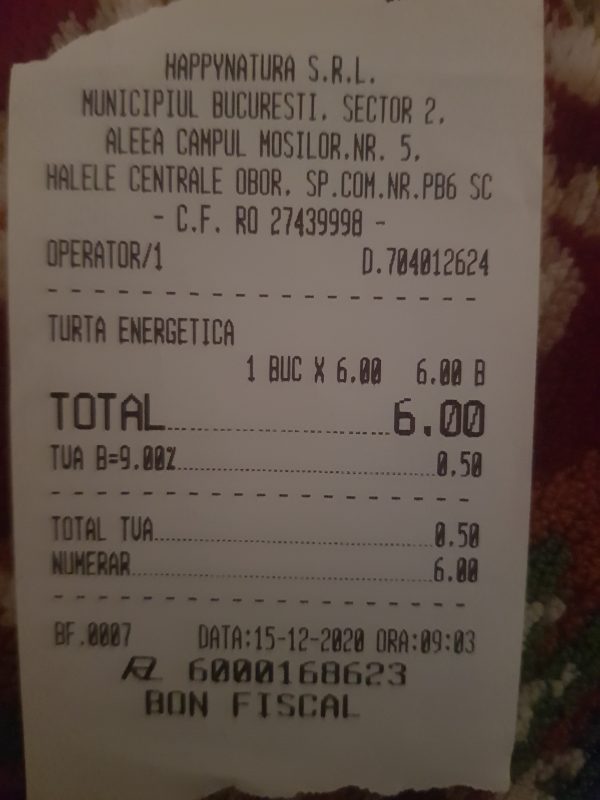 HAPPYNATURA S.R.L.
MUNICIPIUL BUCURESTI, SECTOR 2,
ALEEA CAMPUL MOSILOR,NR. 5,
HALELE CENTRALE OBOR, SP.COM.NR.PB6 SC
- C.F. RO 27439998 -
OPERATOR/1 D.704012624
TURTA ENERGETICA
1 BUC X 6.00 6.00 B
TOTAL 6.00
TVA B=9.00% 0.50
TOTAL TVA 0.50
NUMERAR 6.00
BF.0007 DATA:15-12-2020 ORA:09:03
6000168623
BON FISCAL